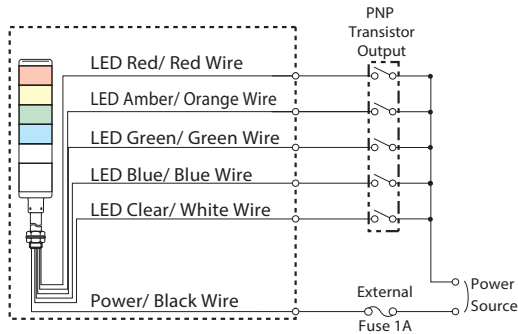 PNP
Transistor
Output
LED Red/ Red Wire
LED Amber/ Orange Wire
LED Green/ Green Wire
LED Blue/ Blue Wire
LED Clear/ White Wire
Power/ Black Wire
External
Fuse 1A
Power
Source